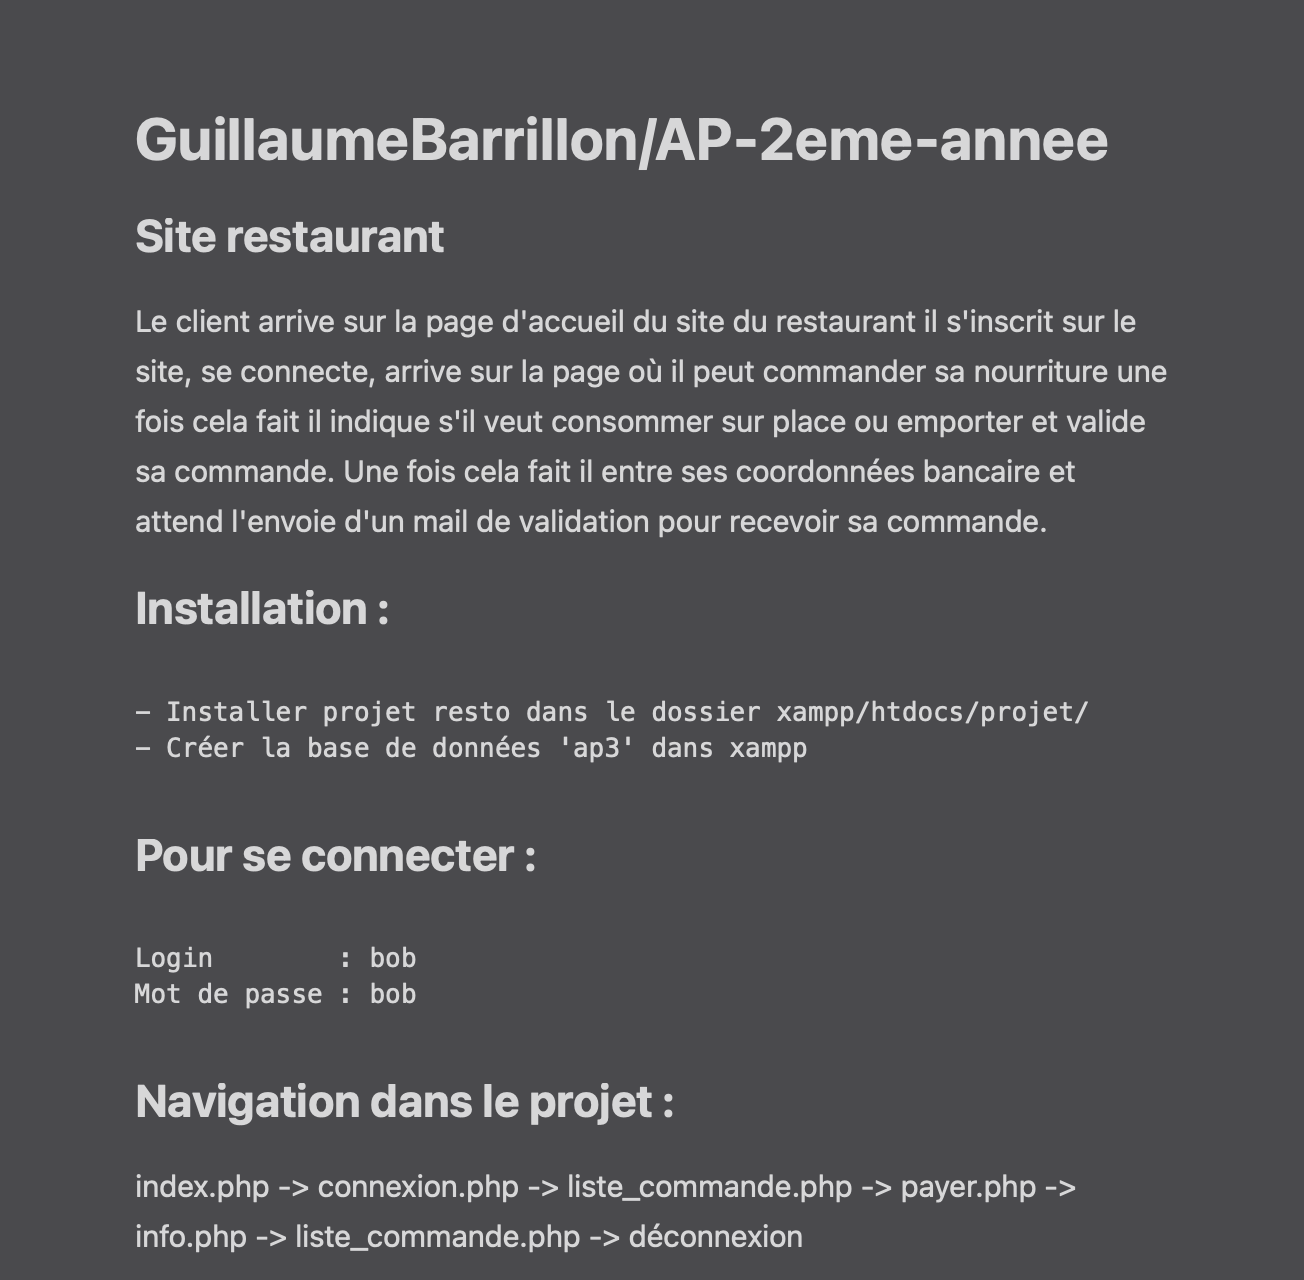 GuillaumeBarrillon/AP-2eme-annee
Site restaurant
Le client arrive sur la page d'accueil du site du restaurant il s'inscrit sur le
site, se connecte, arrive sur la page où il peut commander sa nourriture une
fois cela fait il indique s'il veut consommer sur place ou emporter et valide
sa commande. Une fois cela fait il entre ses coordonnées bancaire et
attend l'envoie d'un mail de validation pour recevoir sa commande.
Installation :
– Installer projet resto dans le dossier xampp/htdocs/projet/
– Créer la base de données 'ap3' dans xampp
Pour se connecter :
Login        : bob
Mot de passe : bob
Navigation dans le projet :
index.php -> connexion.php -> liste_commande.php -> payer.php ->
info.php -> liste_commande.php -> déconnexion